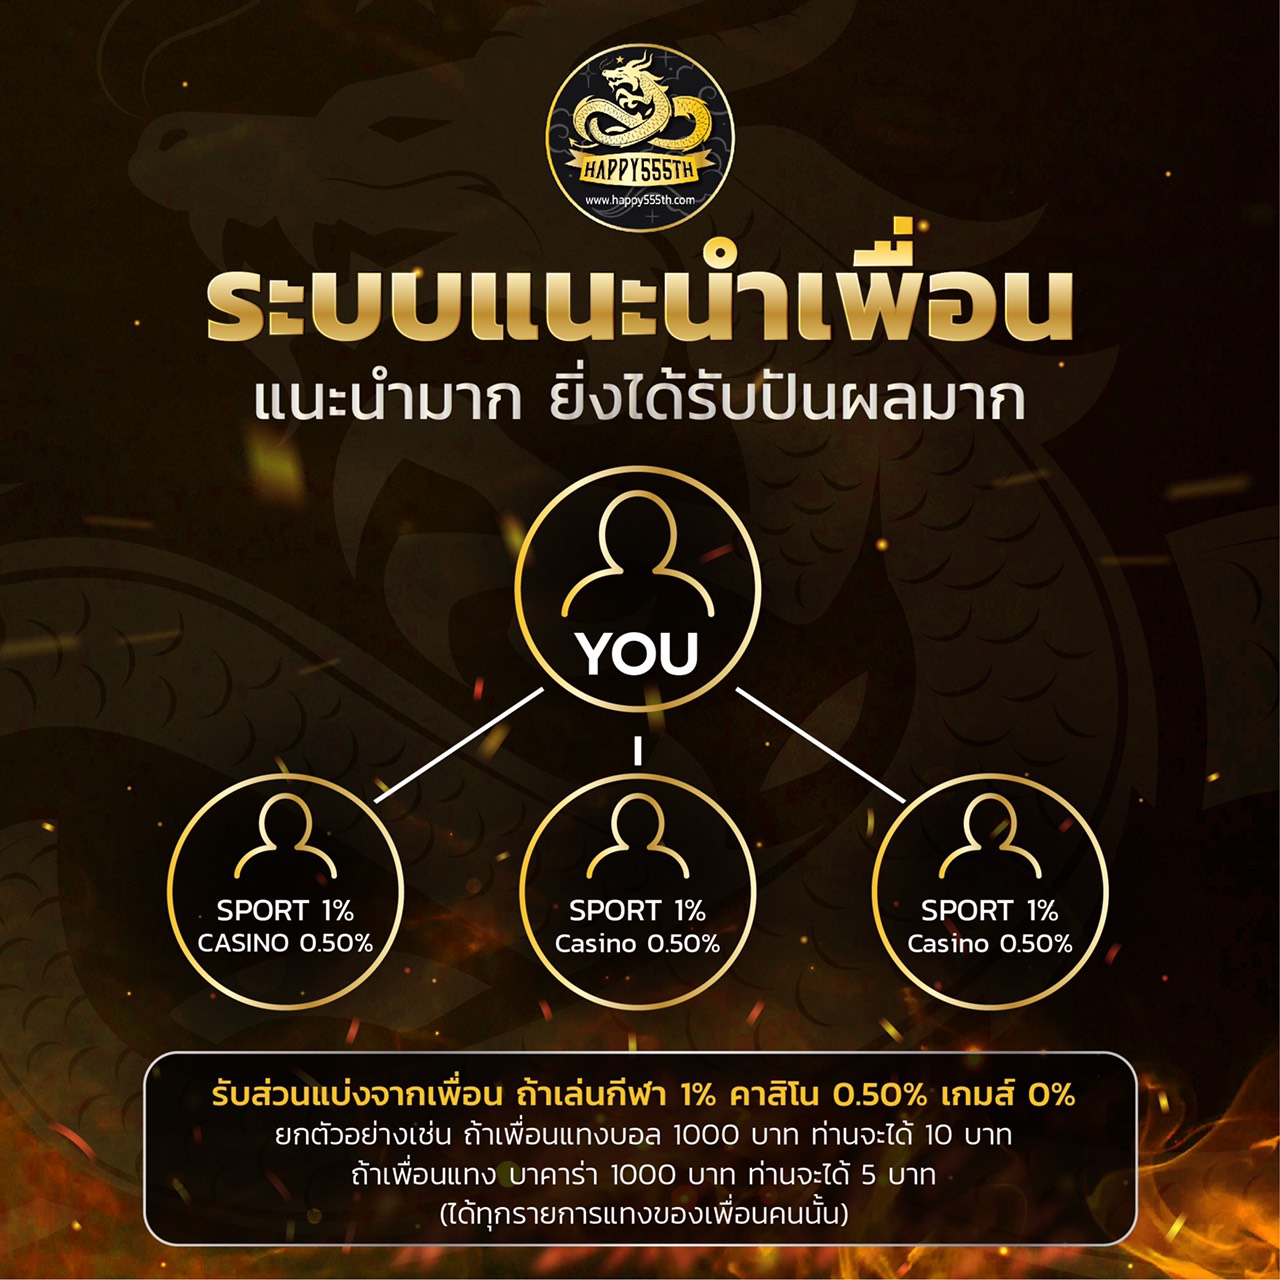 HAPPY555TH
www.happy555th.com
ระบบแนะนำเพื่อน
แนะนำมาก ยิ่งได้รับปันผลมาก
YOU
SPORT 1%
CASINO 0.50%
SPORT 1%
Casino 0.50%
SPORT 1%
Casino 0.50%
รับส่วนแบ่งจากเพื่อน ถ้าเล่นกีฬา 1% คาสิโน 0.50% เกมส์ 0%
ยกตัวอย่างเช่น ถ้าเพื่อนแทงบอล 1000 บาท ท่านจะได้ 10 บาท
ถ้าเพื่อนแทง บาคาร่า 1000 บาท ท่านจะได้ 5 บาท
(ได้ทุกรายการแทงของเพื่อนคนนั้น)